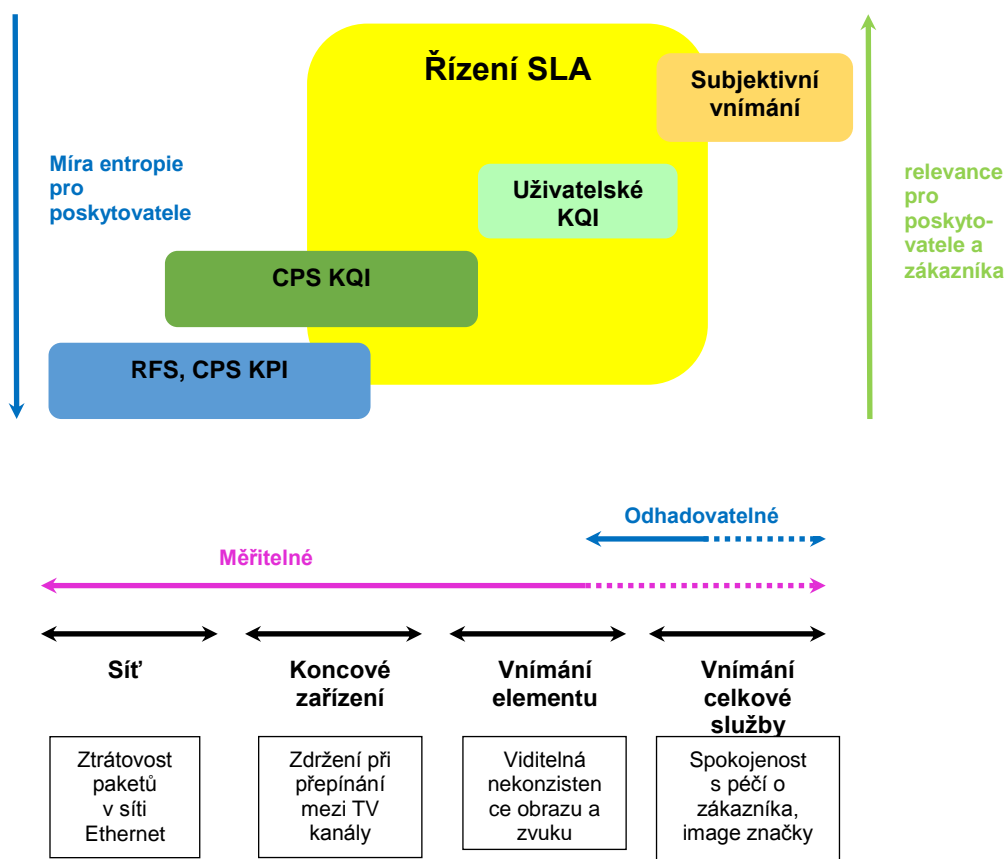 Řízení SLA
Subjektivní
vnímání
Míra entropie
pro
poskytovatele
Uživatelské
KQI
relevance
pro
poskyto-
vatele a
zákazníka
CPS KQI
RFS, CPS KPI
Odhadovatelné
Měřitelné
Síť
Koncové
zařízení
Vnímání
elementu
Vnímání
celkové
služby
Ztrátovost
paketů
v síti
Ethernet
Zdržení při
přepínání
mezi TV
kanály
Viditelná
nekonzisten
ce obrazu a
zvuku
Spokojenost
s péčí o
zákazníka,
image značky